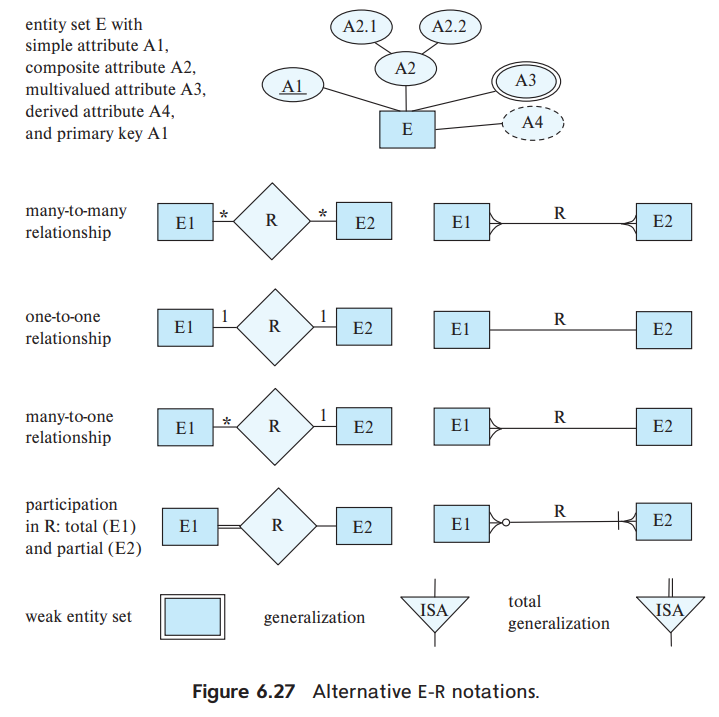 entity set E with
simple attribute A1,
composite attribute A2,
multivalued attribute A3,
derived attribute A4,
and primary key A1
A2.1 A2.2
A2
A1 A3
E A4
many-to-many
relationship
E1 * R * E2 E1 R E2
one-to-one
relationship
E1 1 R 1 E2 E1 R E2
many-to-one
relationship
E1 * R 1 E2 E1 R E2
participation
in R: total (E1)
and partial (E2)
E1 R E2 E1 R E2
weak entity set
generalization
ISA
total
generalization
ISA
Figure 6.27 Alternative E-R notations.